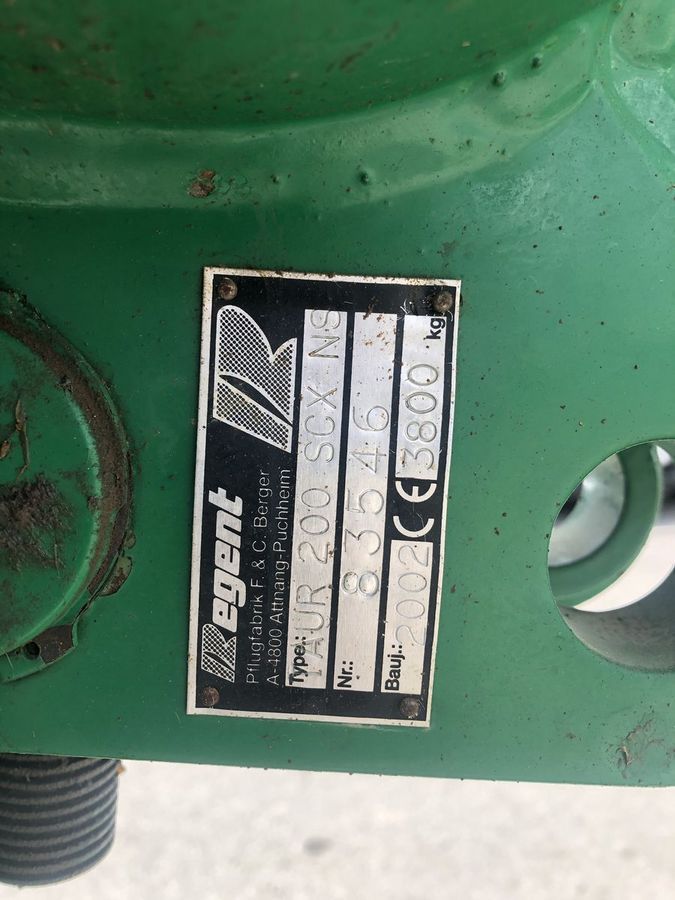 Regent
Pflugfabrik F. & C. Berger
A-4800 Attnang-Puchheim
Type: TAUR 200 SCX NS
Nr.: 83546
Bauj.: 2002 CE 3800 kg